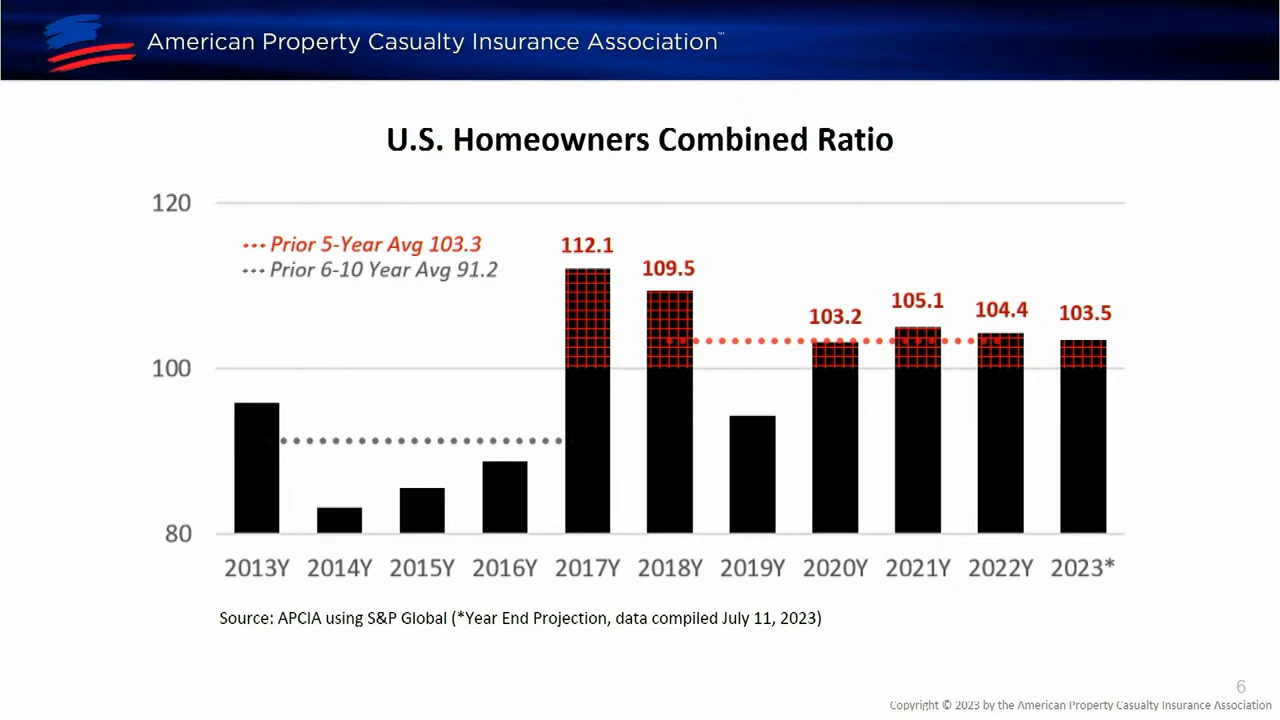 American Property Casualty Insurance Association™
U.S. Homeowners Combined Ratio
120
Prior 5-Year Avg 103.3
Prior 6-10 Year Avg 91.2
112.1
109.5
103.2
105.1
104.4
103.5
100
80
2013Y 2014Y 2015Y 2016Y 2017Y 2018Y 2019Y 2020Y 2021Y 2022Y 2023*
Source: APCIA using S&P Global (*Year End Projection, data compiled July 11, 2023)
6
Copyright © 2023 by the American Property Casualty Insurance Association